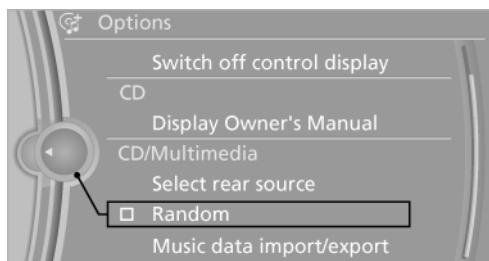 Options
Switch off control display
CD
Display Owner's Manual
CD/Multimedia
Select rear source
Random
Music data import/export